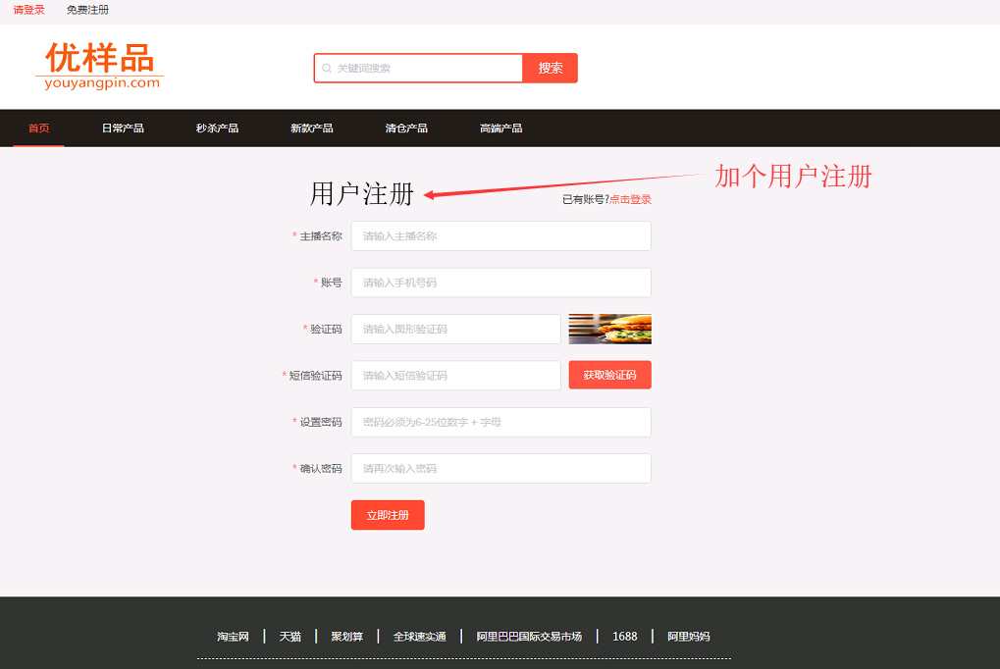 请登录 免费注册
优样品
youyangpin.com
关键词搜索 搜索
首页 日常产品 秒杀产品 新款产品 清仓产品 高端产品
用户注册
加个用户注册
已有账号?点击登录
* 主播名称 请输入主播名称
* 账号 请输入手机号码
* 验证码 请输入图形验证码
* 短信验证码 请输入短信验证码 获取验证码
* 设置密码 密码必须为6-25位数字 + 字母
* 确认密码 请再次输入密码
立即注册
淘宝网 | 天猫 | 聚划算 | 全球速实通 | 阿里巴巴国际交易市场 | 1688 | 阿里妈妈